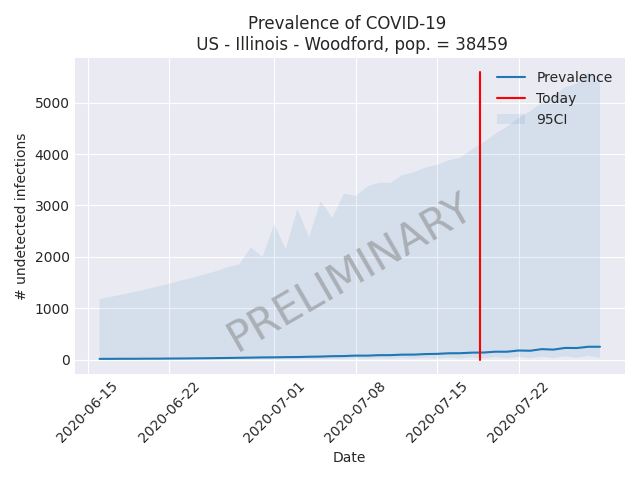 Prevalence of COVID-19
US - Illinois - Woodford, pop. = 38459
Prevalence
Today
95CI
5000
4000
3000
2000
1000
0
# undetected infections
PRELIMINARY
2020-06-15
2020-06-22
2020-07-01
2020-07-08
2020-07-15
2020-07-22
Date